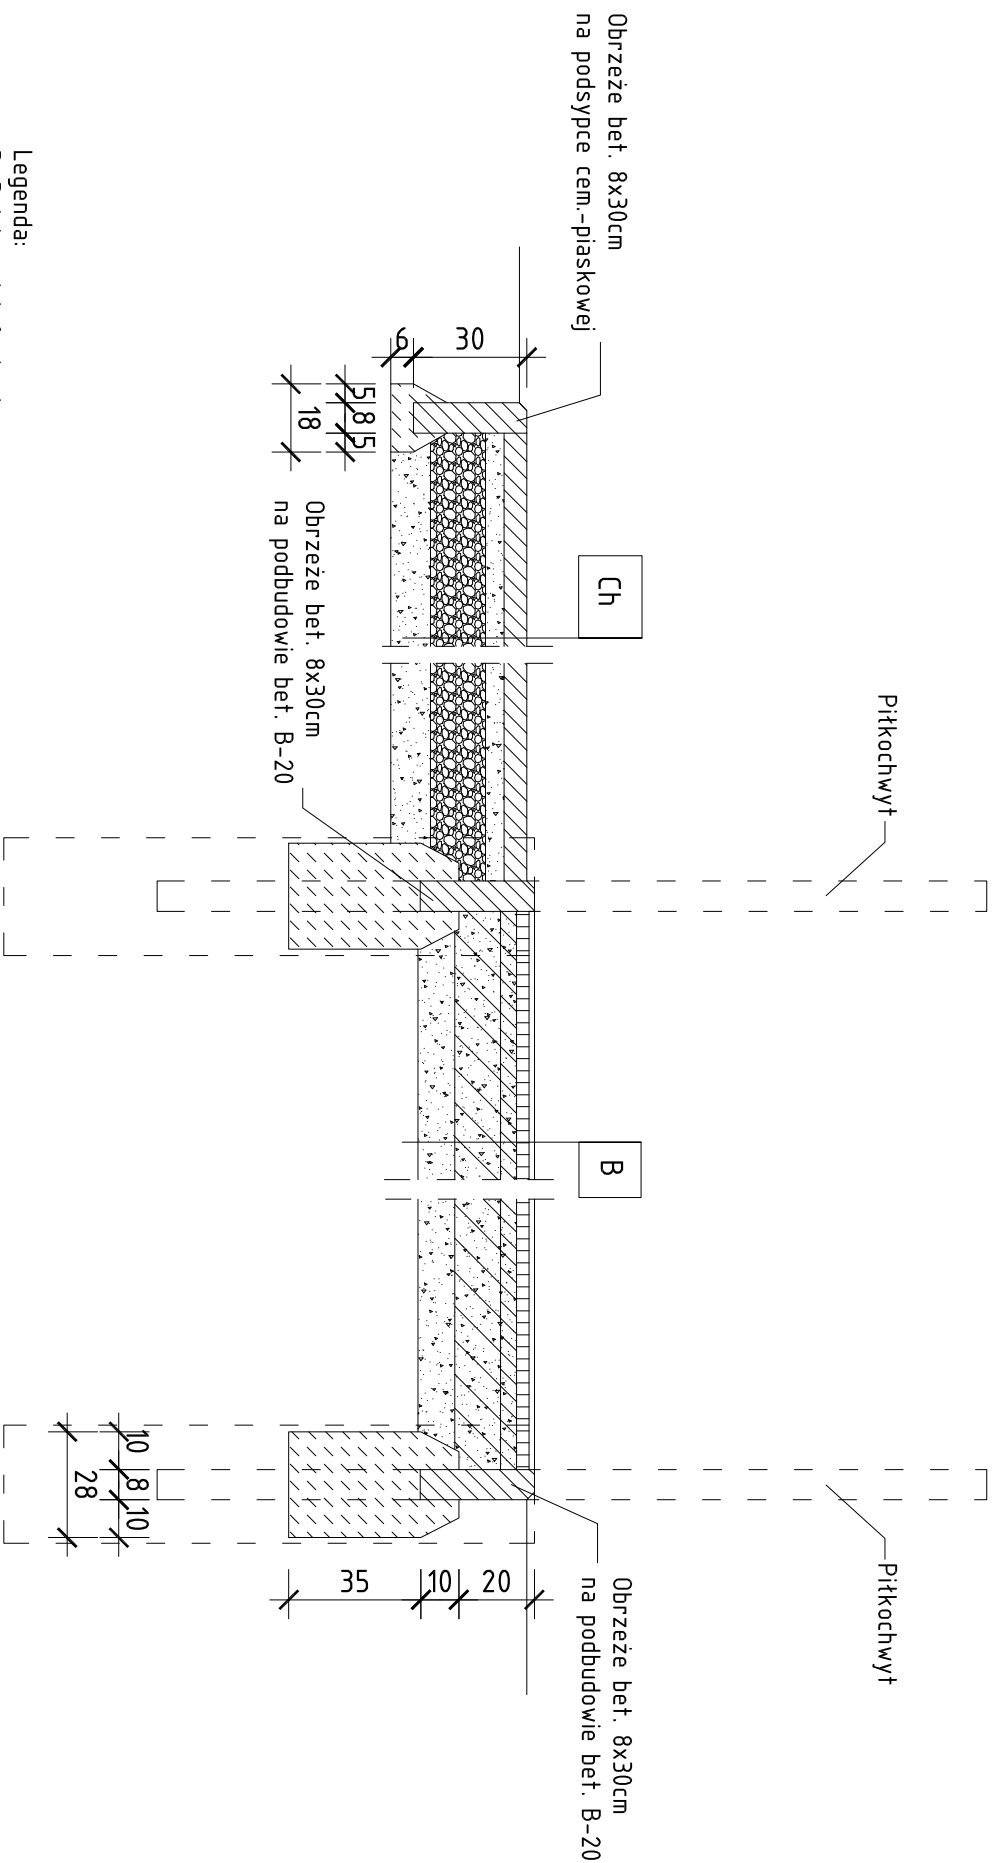 Obrzeże bet. 8x30cm
na podsypce cem.-piaskowej
30
6
5
8
5
18
Ch
Obrzeże bet. 8x30cm
na podbudowie bet. B-20
Piłkochwyt
B
Piłkochwyt
Obrzeże bet. 8x30cm
na podbudowie bet. B-20
20
10
35
10
8
10
28
Legenda: